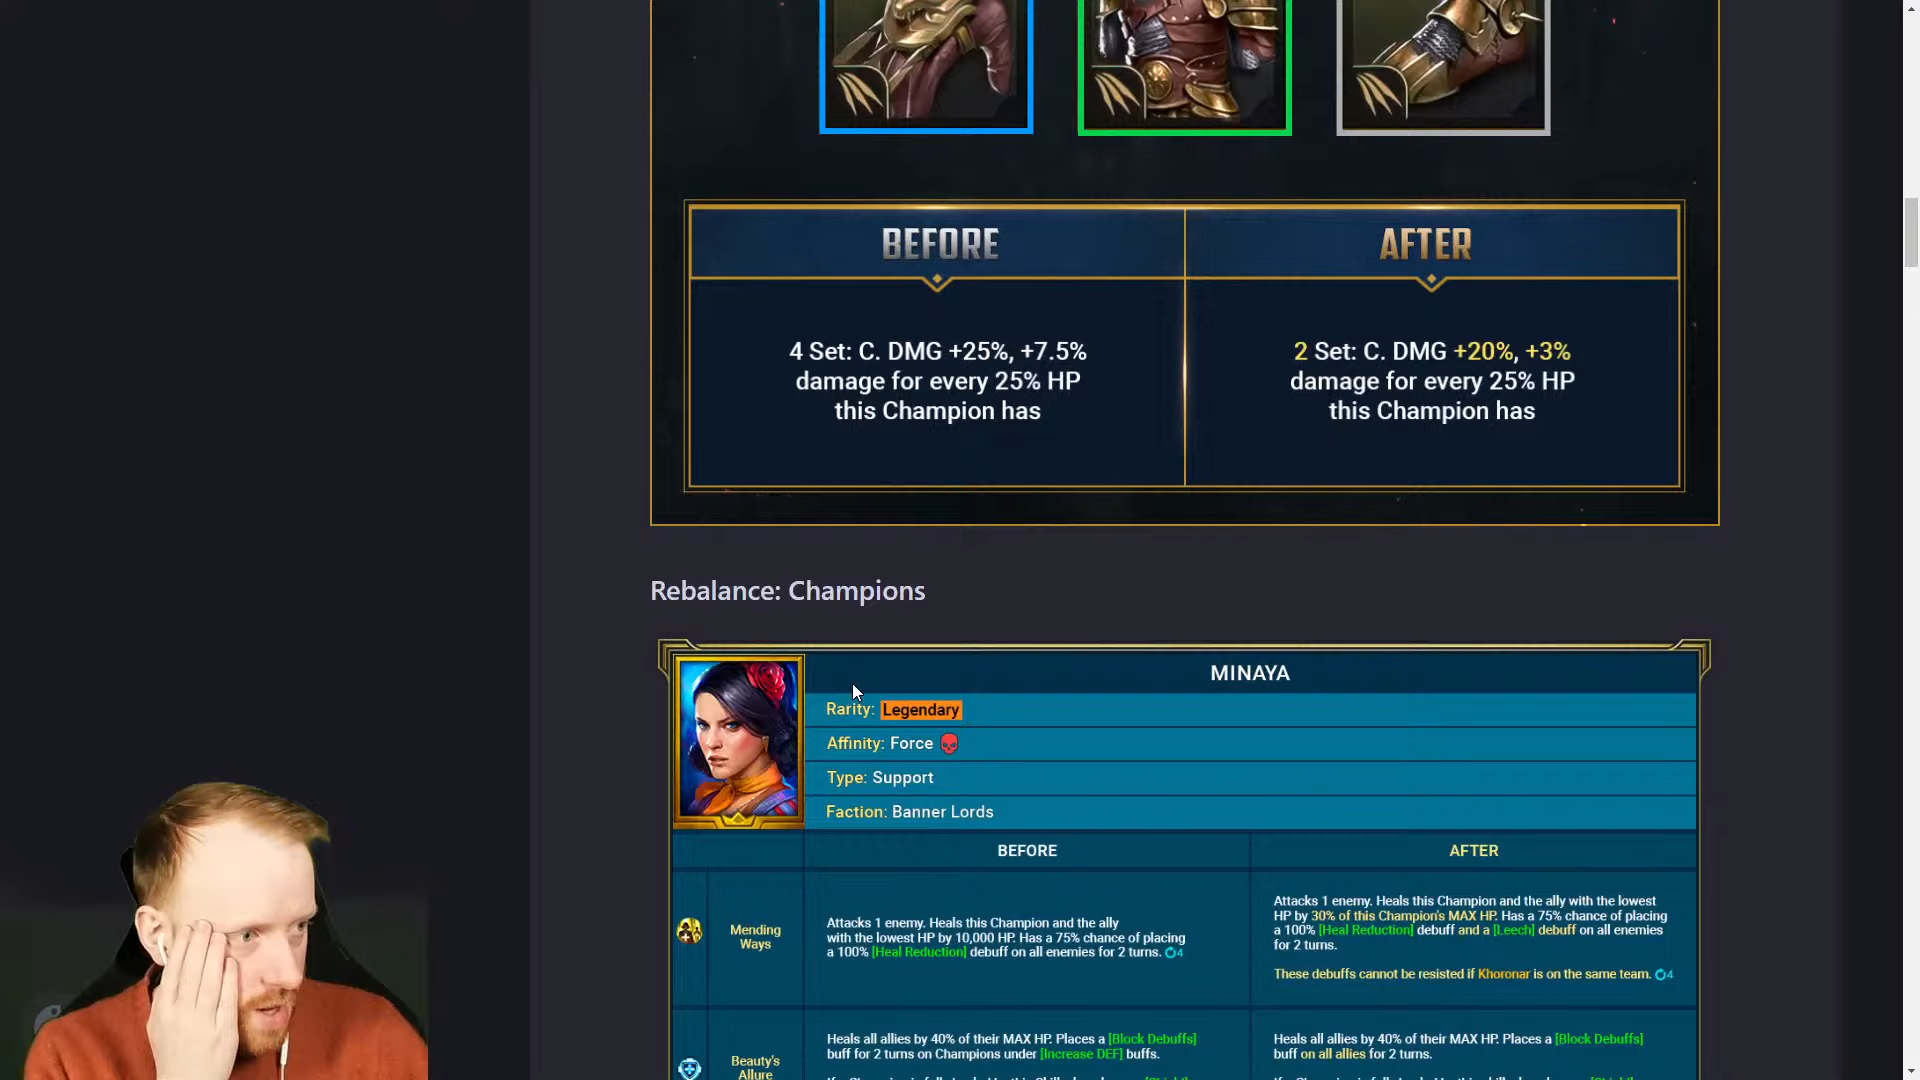 BEFORE
AFTER
4 Set: C. DMG +25%, +7.5%
damage for every 25% HP
this Champion has
2 Set: C. DMG +20%, +3%
damage for every 25% HP
this Champion has
Rebalance: Champions
MINAYA
Rarity: Legendary
Affinity: Force
Type: Support
Faction: Banner Lords
BEFORE
AFTER
Mending
Ways
Attacks 1 enemy. Heals this Champion and the ally
with the lowest HP by 10,000 HP. Has a 75% chance of placing
a 100% [Heal Reduction] debuff on all enemies for 2 turns. 4
Attacks 1 enemy. Heals this Champion and the ally with the lowest
HP by 30% of this Champion's MAX HP. Has a 75% chance of placing
a 100% [Heal Reduction] debuff and a [Leech] debuff on all enemies
for 2 turns.
These debuffs cannot be resisted if Khoronar is on the same team. 4
Beauty's
Allure
Heals all allies by 40% of their MAX HP. Places a [Block Debuffs]
buff for 2 turns on Champions under [Increase DEF] buffs.
Heals all allies by 40% of their MAX HP. Places a [Block Debuffs]
buff on all allies for 2 turns.